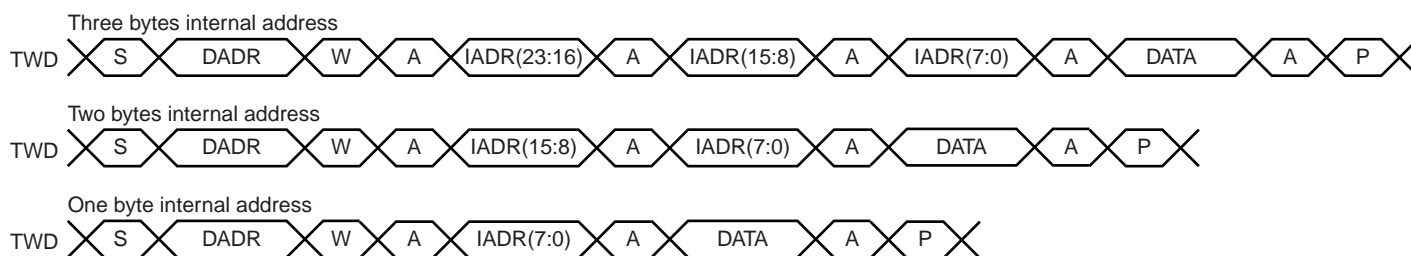 Three bytes internal address
TWD S DADR W A IADR(23:16) A IADR(15:8) A IADR(7:0) A DATA A P
Two bytes internal address
TWD S DADR W A IADR(15:8) A IADR(7:0) A DATA A P
One byte internal address
TWD S DADR W A IADR(7:0) A DATA A P